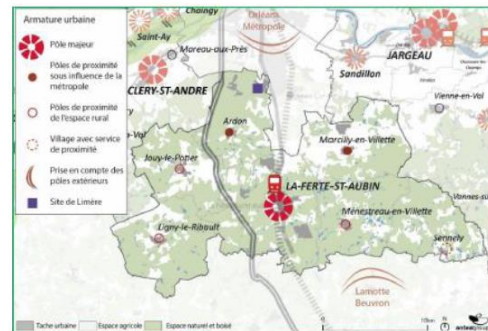 Armature urbaine
Pôle majeur
Pôles de proximité
sous influence de la
métropole
Pôles de proximité
de l'espace rural
Village avec service
de proximité
Prise en compte des
pôles extérieurs
Site de Limère
Chaingy
Saint-Ay
Orléans
Métropole
Mareau-aux-Prés
CLERY-ST-ANDRE
JARGEAU
Sandillon
Vienne-en-Val
Ardon
Marcilly-en-Villette
Jouy-le-Potier
LA-FERTE-ST-AUBIN
Ligny-le-Ribault
Ménestreau-en-Villette
Sennely
Lamotte
Beuvron
Tache urbaine
Espace agricole
Espace naturel et boisé
10km
N